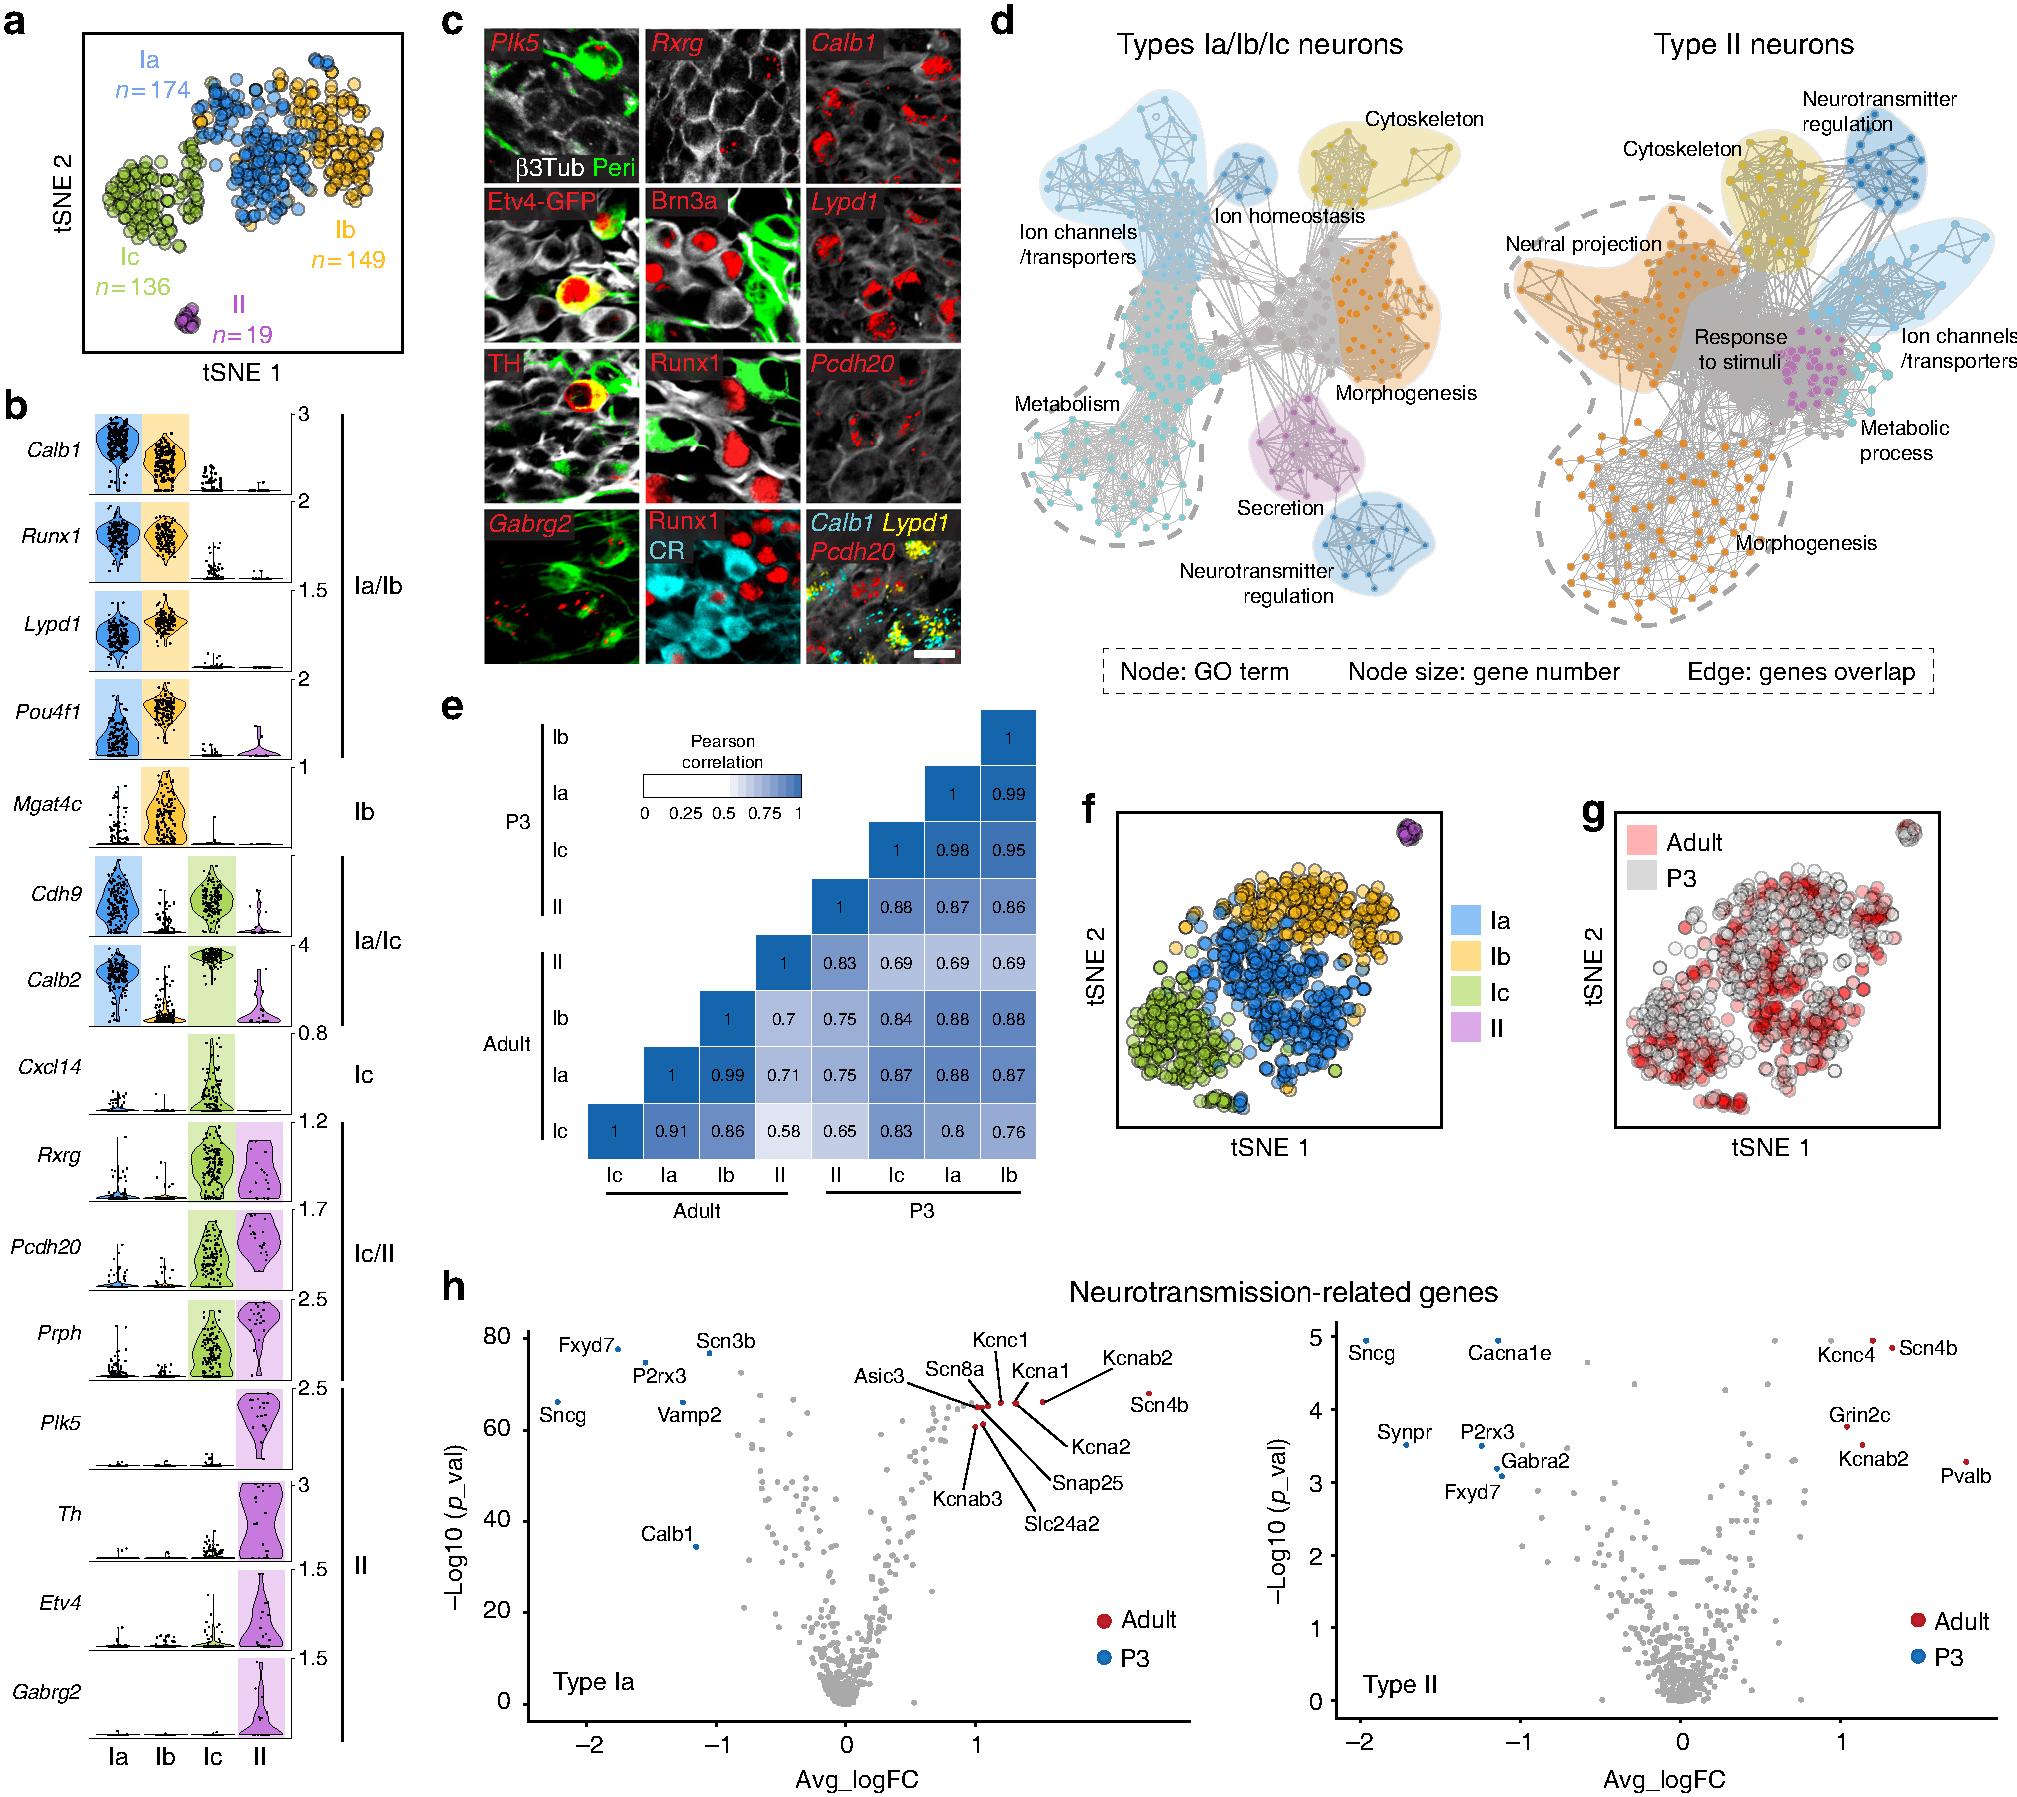 a
Ia
n=174
Ib
n=149
Ic
n=136
II
n=19
tSNE 2
tSNE 1
b
Calb1
3
Runx1
2
Lypd1
1.5
Pou4f1
2
Ia/Ib
Mgat4c
1
Ib
Cdh9
Calb2
4
Ia/Ic
Cxcl14
0.8
Ic
Rxrg
1.2
Pcdh20
1.7
Prph
2.5
Ic/II
Plk5
2.5
Th
3
Etv4
1.5
Gabrg2
1.5
II
Ia Ib Ic II
c
Plk5
β3Tub Peri
Rxrg
Calb1
Etv4-GFP
Brn3a
Lypd1
TH
Runx1
Pcdh20
Gabrg2
Runx1
CR
Calb1 Lypd1
Pcdh20
d
Types Ia/Ib/Ic neurons
Cytoskeleton
Ion homeostasis
Ion channels
/transporters
Morphogenesis
Metabolism
Secretion
Neurotransmitter
regulation
Type II neurons
Neurotransmitter
regulation
Cytoskeleton
Neural projection
Response
to stimuli
Ion channels
/transporters
Metabolic
process
Morphogenesis
Node: GO term Node size: gene number Edge: genes overlap
e
Pearson
correlation
0 0.25 0.5 0.75 1
P3
Adult
Ib 1
Ia 1 0.99
Ic 1 0.98 0.95
II 1 0.88 0.87 0.86
II 1 0.83 0.69 0.69 0.69
Ib 1 0.7 0.75 0.84 0.88 0.88
Ia 1 0.99 0.71 0.75 0.87 0.88 0.87
Ic 1 0.91 0.86 0.58 0.65 0.83 0.8 0.76
Ic Ia Ib II II Ic Ia Ib
Adult P3
f
tSNE 2
tSNE 1
Ia
Ib
Ic
II
g
Adult
P3
tSNE 2
tSNE 1
h
Neurotransmission-related genes
–Log10 (p_val)
80
60
40
20
0
Fxyd7
Scn3b
P2rx3
Sncg
Vamp2
Calb1
Asic3
Scn8a
Kcnc1
Kcna1
Kcnab2
Scn4b
Kcna2
Snap25
Kcnab3
Slc24a2
Adult
P3
Type Ia
–2 –1 0 1
Avg_logFC
–Log10 (p_val)
5
4
3
2
1
0
Sncg
Cacna1e
Kcnc4
Scn4b
Synpr
P2rx3
Gabra2
Fxyd7
Grin2c
Kcnab2
Pvalb
Adult
P3
Type II
–2 –1 0 1
Avg_logFC